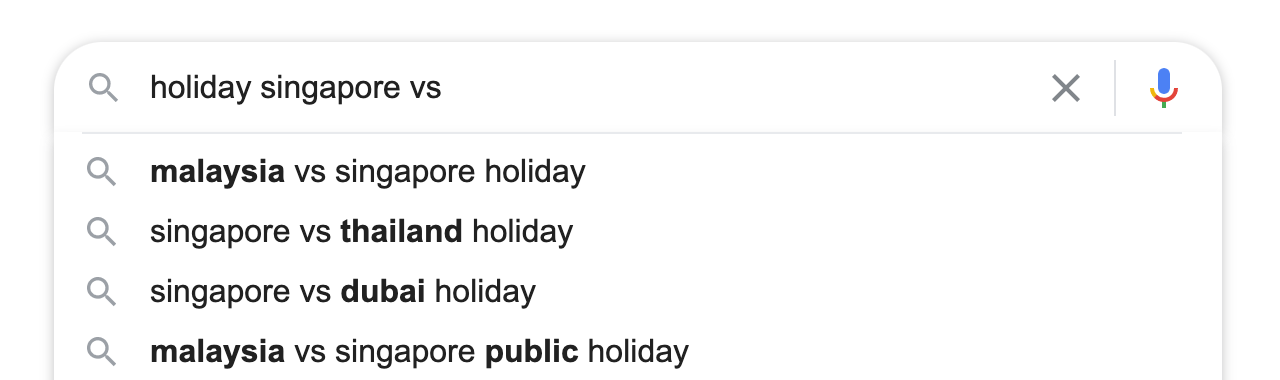 holiday singapore vs
malaysia vs singapore holiday
singapore vs thailand holiday
singapore vs dubai holiday
malaysia vs singapore public holiday